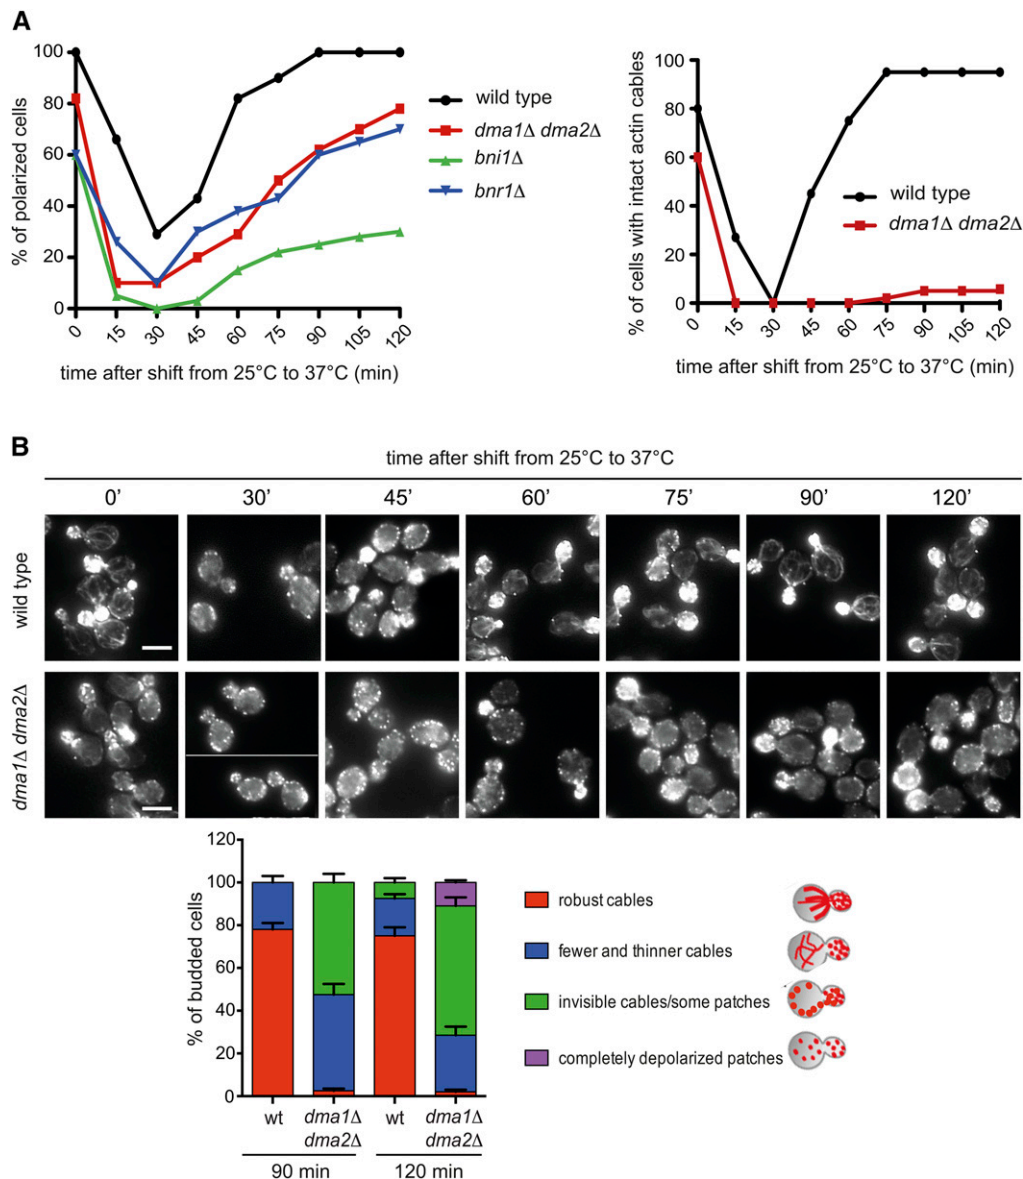 A
% of polarized cells
100
80
60
40
20
0
0 15 30 45 60 75 90 105 120
time after shift from 25°C to 37°C (min)
wild type
dma1Δ dma2Δ
bni1Δ
bnr1Δ
% of cells with intact actin cables
100
80
60
40
20
0
0 15 30 45 60 75 90 105 120
time after shift from 25°C to 37°C (min)
wild type
dma1Δ dma2Δ
B
time after shift from 25°C to 37°C
0' 30' 45' 60' 75' 90' 120'
wild type
dma1Δ dma2Δ
% of budded cells
120
100
80
60
40
20
0
wt dma1Δ wt dma1Δ
dma2Δ dma2Δ
90 min 120 min
robust cables
fewer and thinner cables
invisible cables/some patches
completely depolarized patches